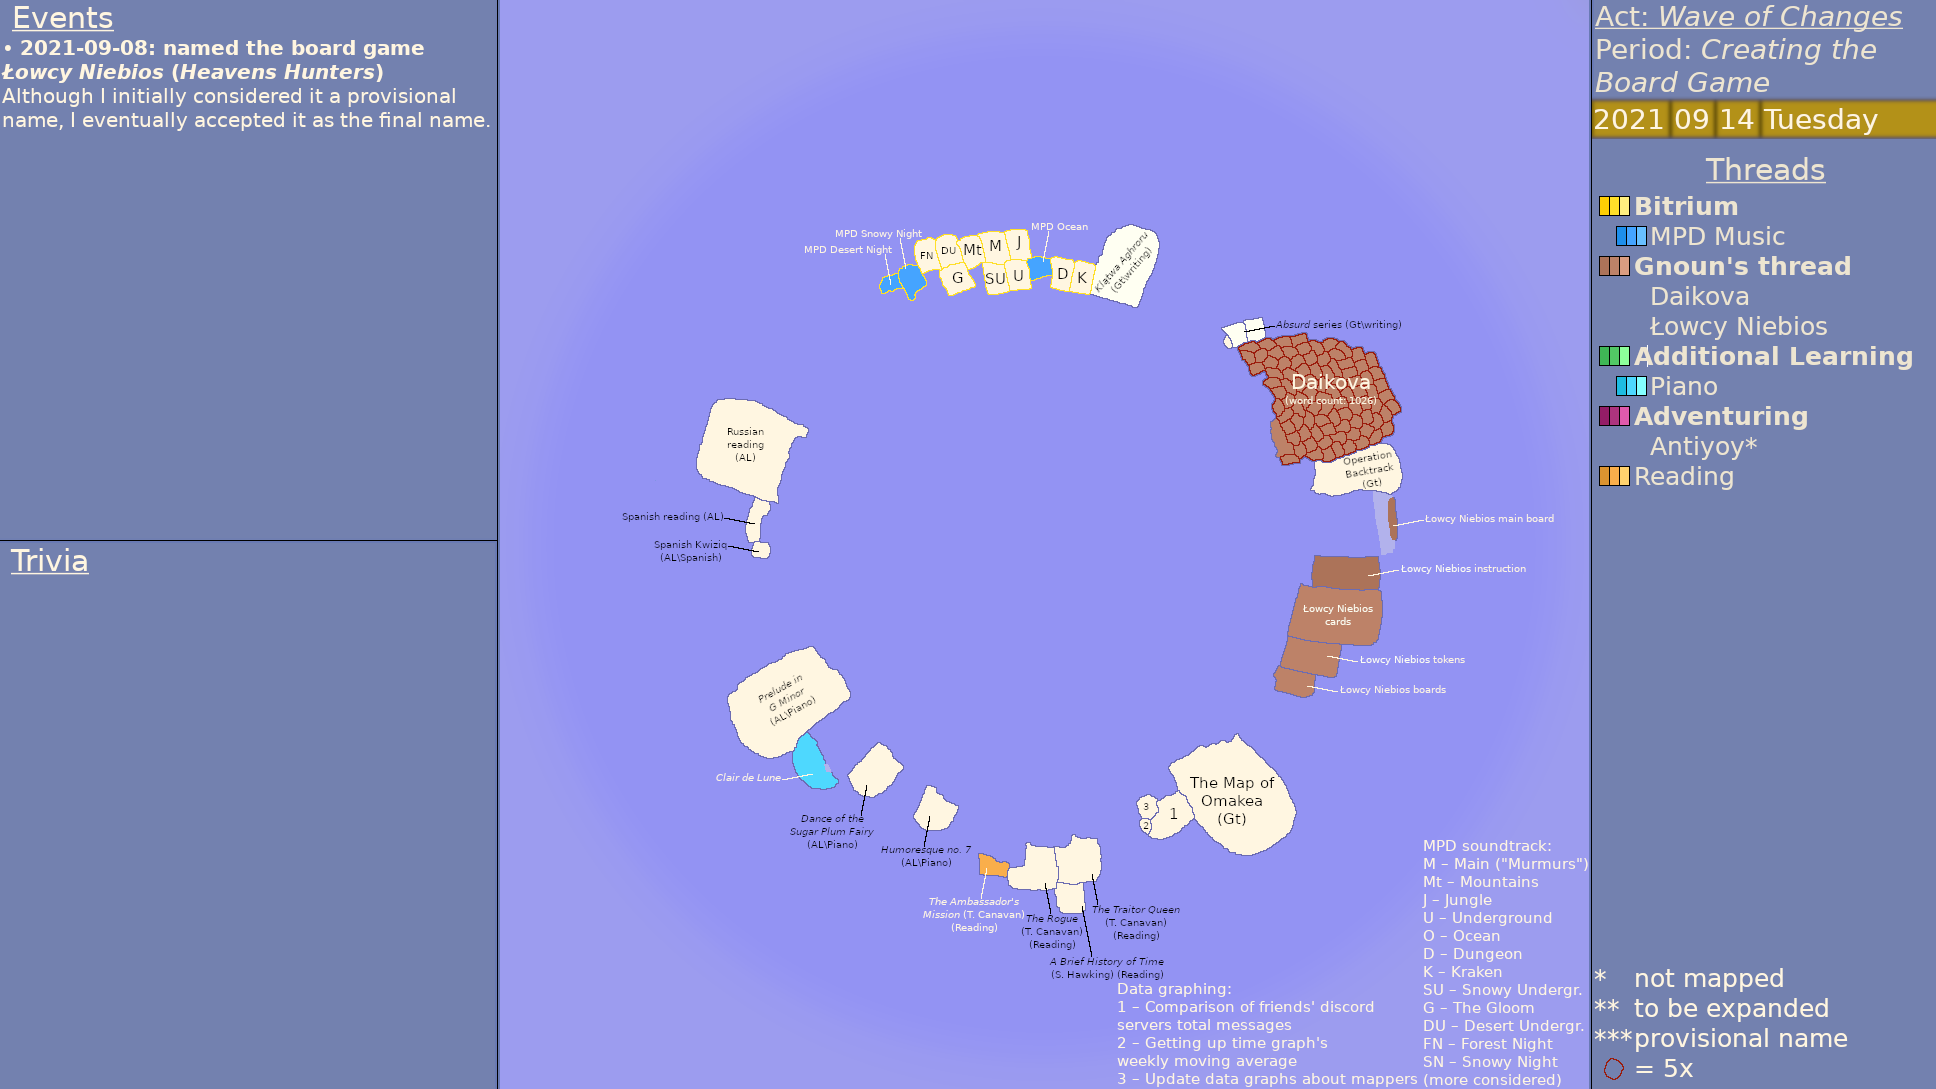 Events
• 2021-09-08: named the board game
Łowcy Niebios (Heavens Hunters)
Although I initially considered it a provisional
name, I eventually accepted it as the final name.
Trivia
MPD Snowy Night
MPD Desert Night
MPD Ocean
FN
DU
Mt
M
J
G
SU
U
D
K
Klątwa Aghroru
(Gt\writing)
Absurd series (Gt\writing)
Daikova
(word count: 1026)
Operation
Backtrack
(Gt)
Łowcy Niebios main board
Łowcy Niebios instruction
Łowcy Niebios
cards
Łowcy Niebios tokens
Łowcy Niebios boards
Russian
reading
(AL)
Spanish reading (AL)
Spanish Kwiziq
(AL\Spanish)
Prelude in
G Minor
(AL\Piano)
Clair de Lune
Dance of the
Sugar Plum Fairy
(AL\Piano)
Humoresque no. 7
(AL\Piano)
The Ambassador's
Mission (T. Canavan)
(Reading)
The Rogue
(T. Canavan)
(Reading)
The Traitor Queen
(T. Canavan)
(Reading)
A Brief History of Time
(S. Hawking) (Reading)
The Map of
Omakea
(Gt)
3
2
1
Data graphing:
1 – Comparison of friends' discord
servers total messages
2 – Getting up time graph's
weekly moving average
3 – Update data graphs about mappers
MPD soundtrack:
M – Main ("Murmurs")
Mt – Mountains
J – Jungle
U – Underground
O – Ocean
D – Dungeon
K – Kraken
SU – Snowy Undergr.
G – The Gloom
DU – Desert Undergr.
FN – Forest Night
SN – Snowy Night
(more considered)
Act: Wave of Changes
Period: Creating the
Board Game
2021 09 14 Tuesday
Threads
Bitrium
MPD Music
Gnoun's thread
Daikova
Łowcy Niebios
Additional Learning
Piano
Adventuring
Antiyoy*
Reading
* not mapped
** to be expanded
*** provisional name
= 5x